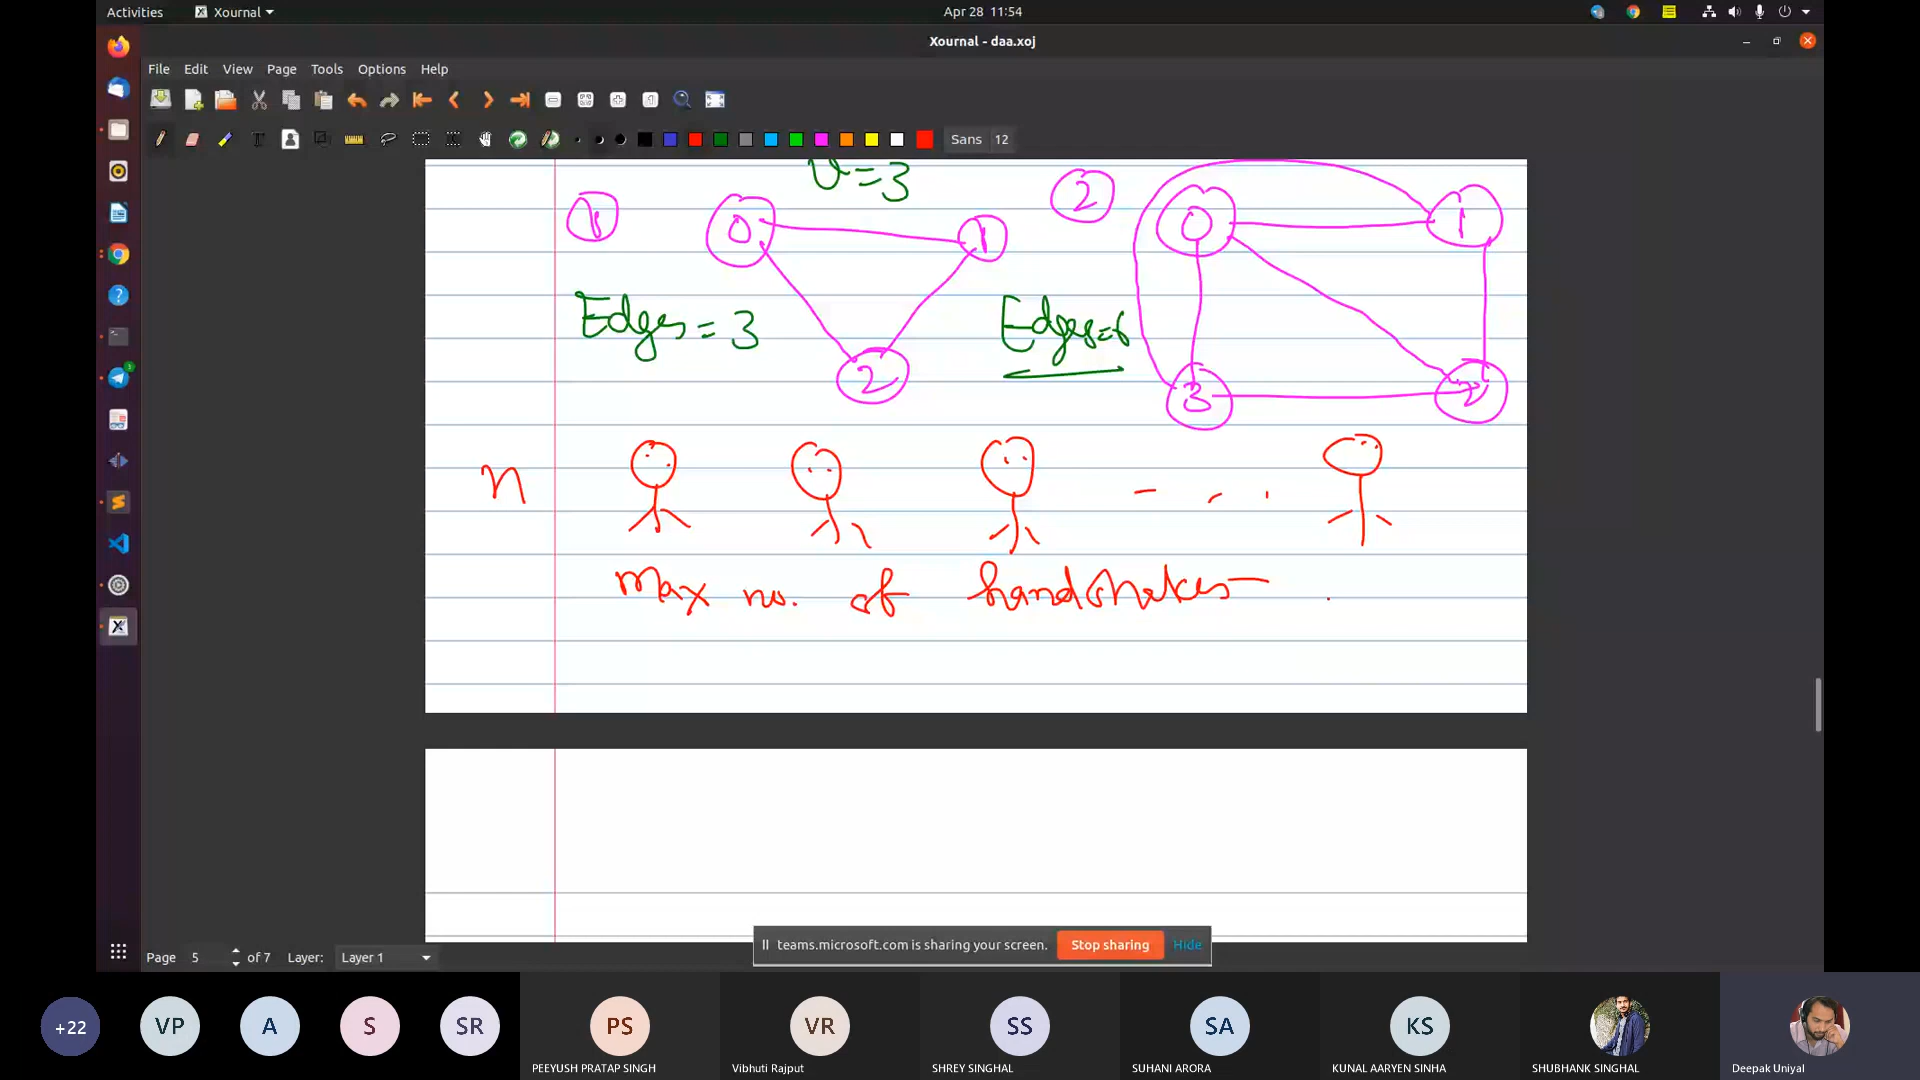 Activities
Xournal
Apr 28 11:54
Xournal - daa.xoj
File Edit View Page Tools Options Help
Sans 12
V=3
1 0 1 2 0 1
Edges = 3
Edges=6
2 3 2
n
- - . .
Max no. of handshakes - .
teams.microsoft.com is sharing your screen. Stop sharing Hide
Page 5 of 7 Layer: Layer 1
+22 VP A S SR PS VR SS SA KS
PEEYUSH PRATAP SINGH Vibhuti Rajput SHREY SINGHAL SUHANI ARORA KUNAL AARYEN SINHA SHUBHANK SINGHAL Deepak Uniyal